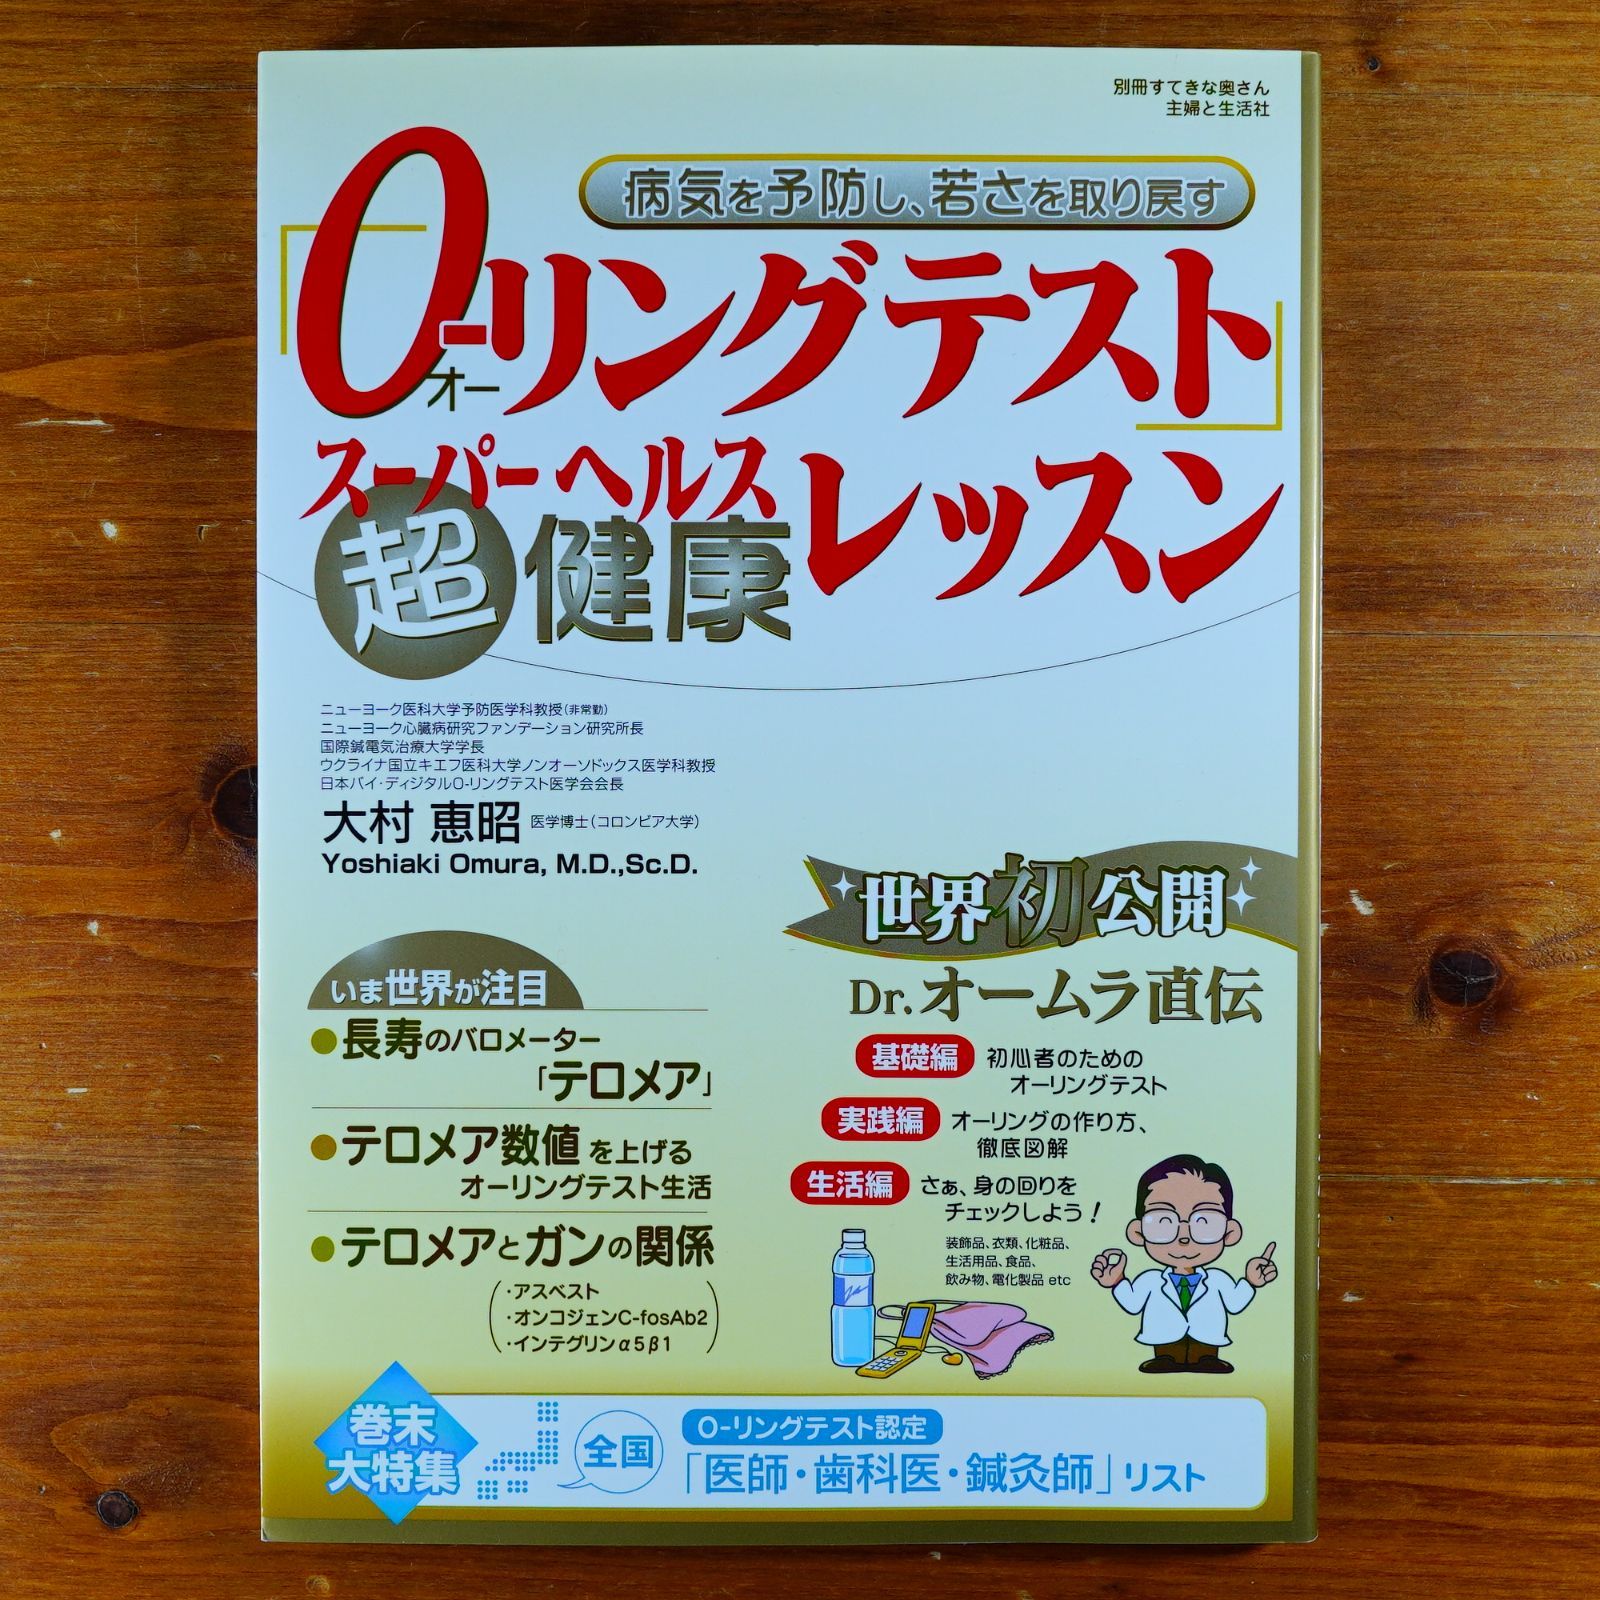 別冊すてきな奥さん
主婦と生活社
病気を予防し、若さを取り戻す
「O-リングテスト」
オー
スーパーヘルス
超健康レッスン
ニューヨーク医科大学予防医学科教授(非常勤)
ニューヨーク心臓病研究ファンデーション研究所長
国際鍼電気治療大学学長
ウクライナ国立キエフ医科大学ノンオーソドックス医学科教授
日本バイ・ディジタルO-リングテスト医学会会長
大村 恵昭 医学博士(コロンビア大学)
Yoshiaki Omura, M.D.,Sc.D.
いま世界が注目
●長寿のバロメーター
「テロメア」
●テロメア数値を上げる
オーリングテスト生活
●テロメアとガンの関係
・アスベスト
・オンコジェンC-fosAb2
・インテグリンα5β1
世界初公開
Dr.オームラ直伝
基礎編 初心者のための
オーリングテスト
実践編 オーリングの作り方、
徹底図解
生活編 さぁ、身の回りを
チェックしよう!
装飾品、衣類、化粧品、
生活用品、食品、
飲み物、電化製品 etc
巻末
大特集
全国
O-リングテスト認定
「医師・歯科医・鍼灸師」リスト